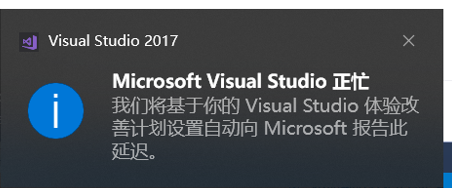 Visual Studio 2017
Microsoft Visual Studio 正忙
我们将基于你的 Visual Studio 体验改
善计划设置自动向 Microsoft 报告此
延迟。